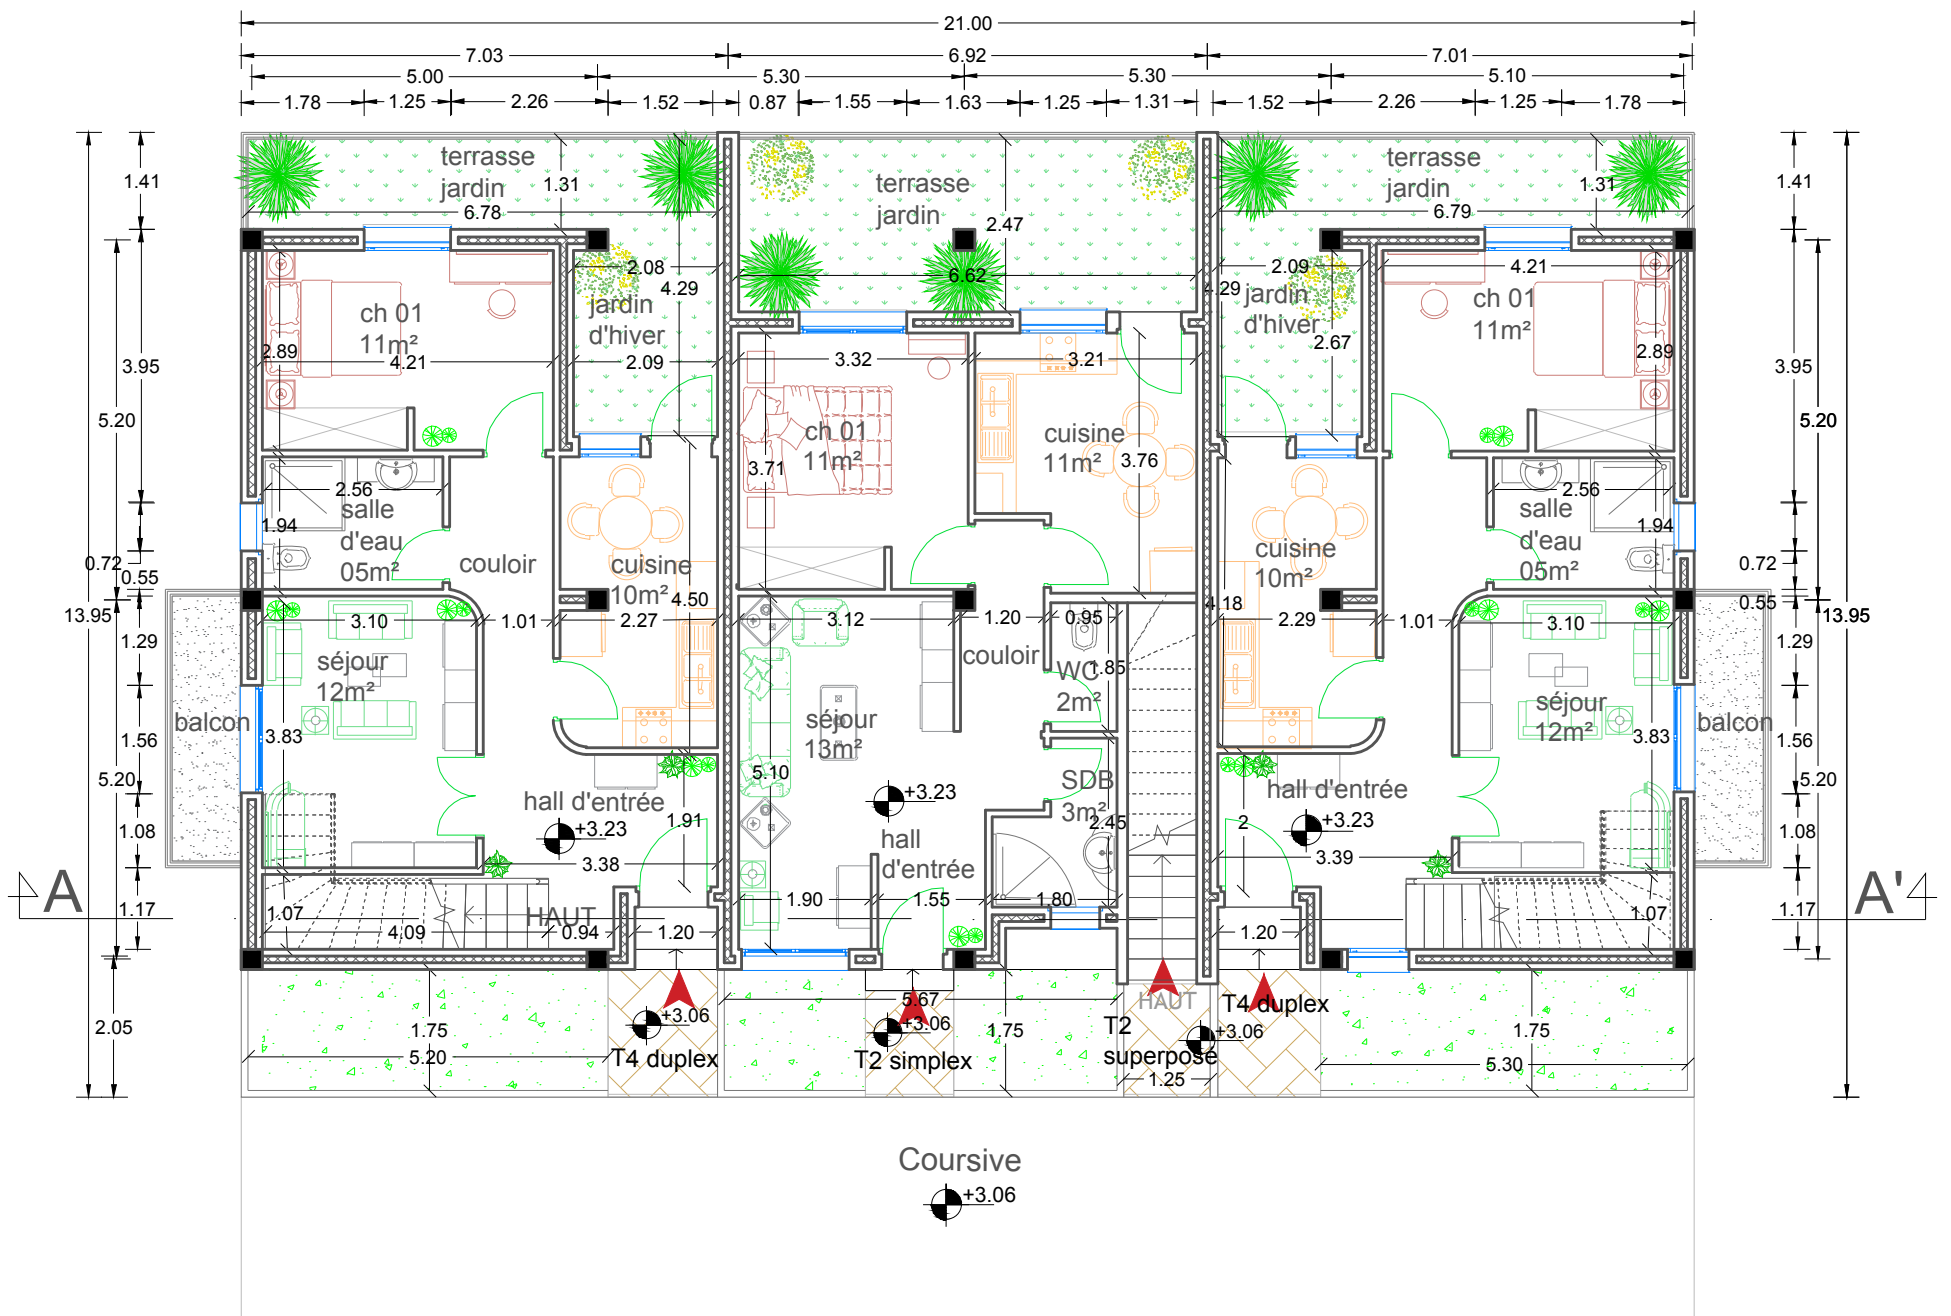 21.00
7.03 6.92 7.01
5.00 5.30 5.30 5.10
1.78 1.25 2.26 1.52 0.87 1.55 1.63 1.25 1.31 1.52 2.26 1.25 1.78
terrasse
jardin
1.31
6.78
terrasse
jardin
2.47
terrasse
jardin
1.31
6.79
1.41
1.41
2.08
4.29
6.62
2.09
4.29
4.21
jardin
d'hiver
jardin
d'hiver
ch 01
11m²
ch 01
11m²
2.89
4.21
2.09
3.32
3.21
2.67
2.89
3.95
3.95
5.20
5.20
ch 01
11m²
3.71
cuisine
11m²
3.76
2.56
salle
d'eau
05m²
1.94
2.56
salle
d'eau
05m²
1.94
couloir
cuisine
10m²
4.50
cuisine
10m²
4.18
0.72
0.55
0.72
0.55
13.95
13.95
3.10
1.01
2.27
3.12
1.20
0.95
2.29
1.01
3.10
1.29
1.29
séjour
12m²
couloir
WC
2m²
1.85
séjour
12m²
balcon
séjour
13m²
balcon
3.83
3.83
1.56
1.56
5.20
5.20
5.10
SDB
3m²
2.45
hall d'entrée
+3.23
1.91
+3.23
hall
d'entrée
hall d'entrée
+3.23
2
1.08
1.08
3.38
3.39
A
A'
1.17
1.17
1.07
HAUT
4.09
0.94
1.20
1.90
1.55
1.80
1.20
1.07
5.67
HAUT
T4 duplex
2.05
1.75
5.20
+3.06
T4 duplex
+3.06
T2 simplex
1.75
T2
superposé
+3.06
1.25
1.75
5.30
Coursive
+3.06